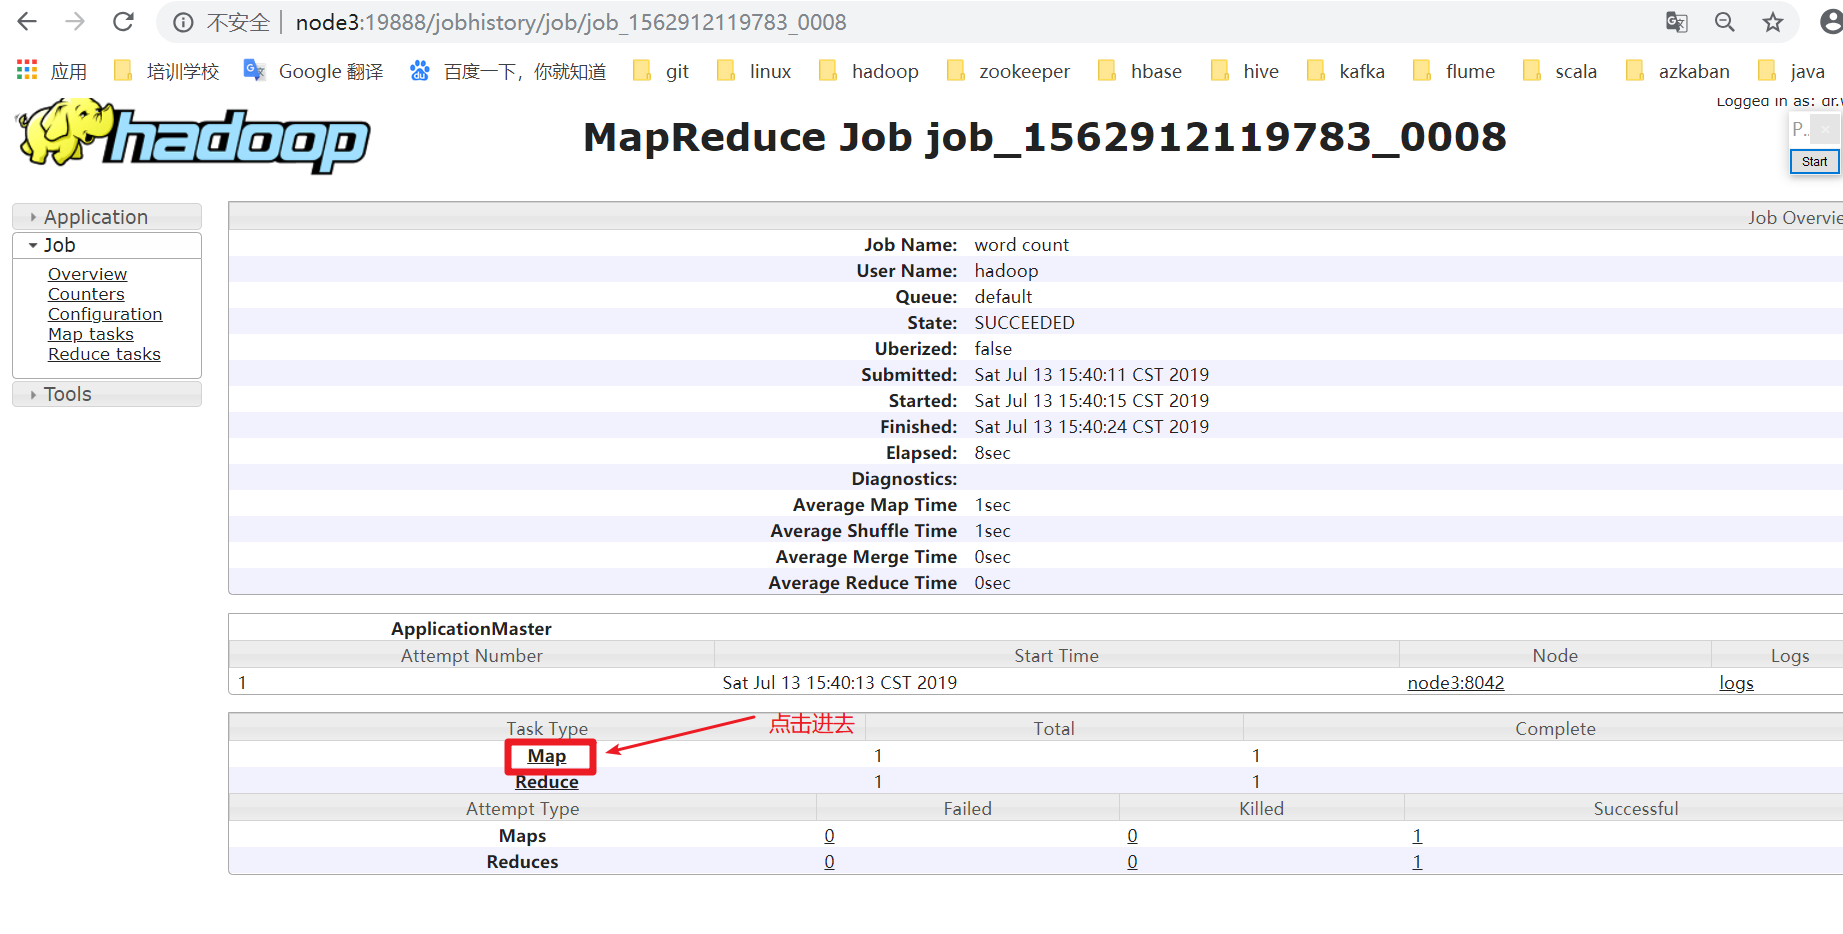 不安全 node3:19888/jobhistory/job/job_1562912119783_0008
应用 培训学校 Google 翻译 百度一下，你就知道 git linux hadoop zookeeper hbase hive kafka flume scala azkaban java
Logged in as: dr.
hadoop
MapReduce Job job_1562912119783_0008
P..
Start
Application
Job
Overview
Counters
Configuration
Map tasks
Reduce tasks
Tools
Job Overvie
Job Name: word count
User Name: hadoop
Queue: default
State: SUCCEEDED
Uberized: false
Submitted: Sat Jul 13 15:40:11 CST 2019
Started: Sat Jul 13 15:40:15 CST 2019
Finished: Sat Jul 13 15:40:24 CST 2019
Elapsed: 8sec
Diagnostics:
Average Map Time 1sec
Average Shuffle Time 1sec
Average Merge Time 0sec
Average Reduce Time 0sec
ApplicationMaster
Attempt Number Start Time Node Logs
1 Sat Jul 13 15:40:13 CST 2019 node3:8042 logs
点击进去
Task Type Total Complete
Map 1 1
Reduce 1 1
Attempt Type Failed Killed Successful
Maps 0 0 1
Reduces 0 0 1